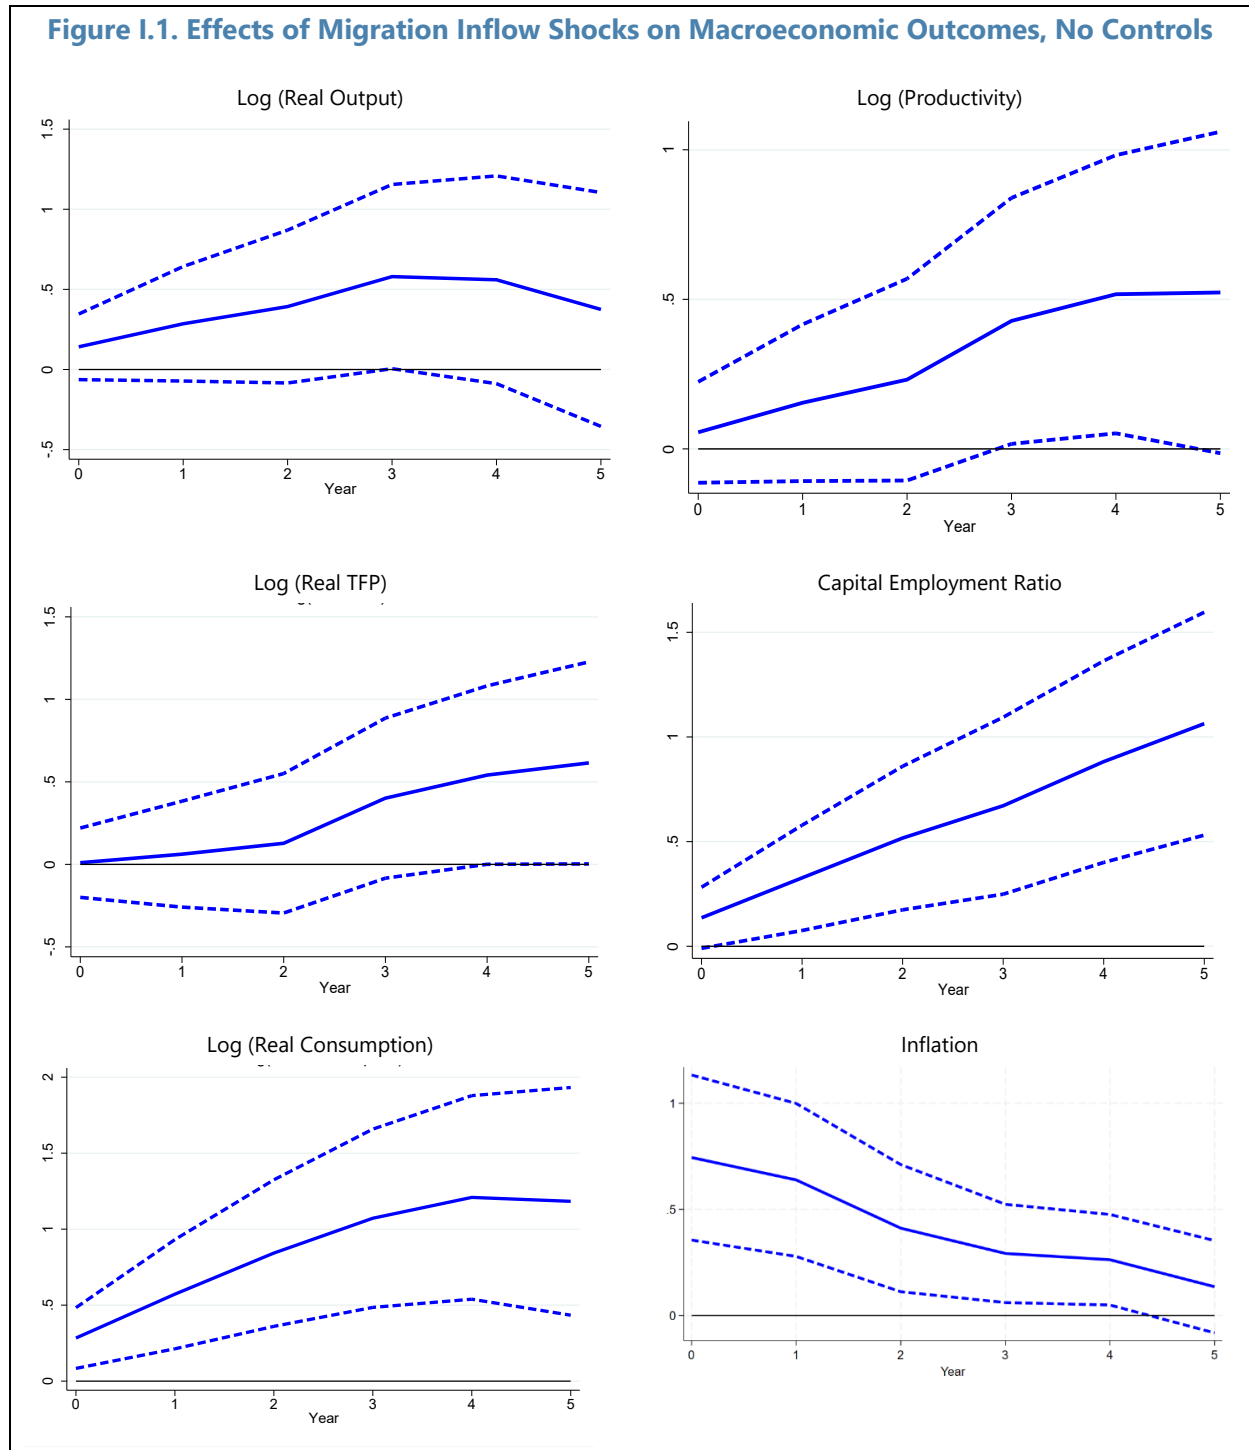 Figure I.1. Effects of Migration Inflow Shocks on Macroeconomic Outcomes, No Controls
Log (Real Output)
1.5
1
.5
0
-.5
0 1 2 3 4 5
Year
Log (Productivity)
1
.5
0
0 1 2 3 4 5
Year
Log (Real TFP)
1.5
1
.5
0
-.5
0 1 2 3 4 5
Year
Capital Employment Ratio
1.5
1
.5
0
0 1 2 3 4 5
Year
Log (Real Consumption)
2
1.5
1
.5
0
0 1 2 3 4 5
Year
Inflation
1
.5
0
0 1 2 3 4 5
Year